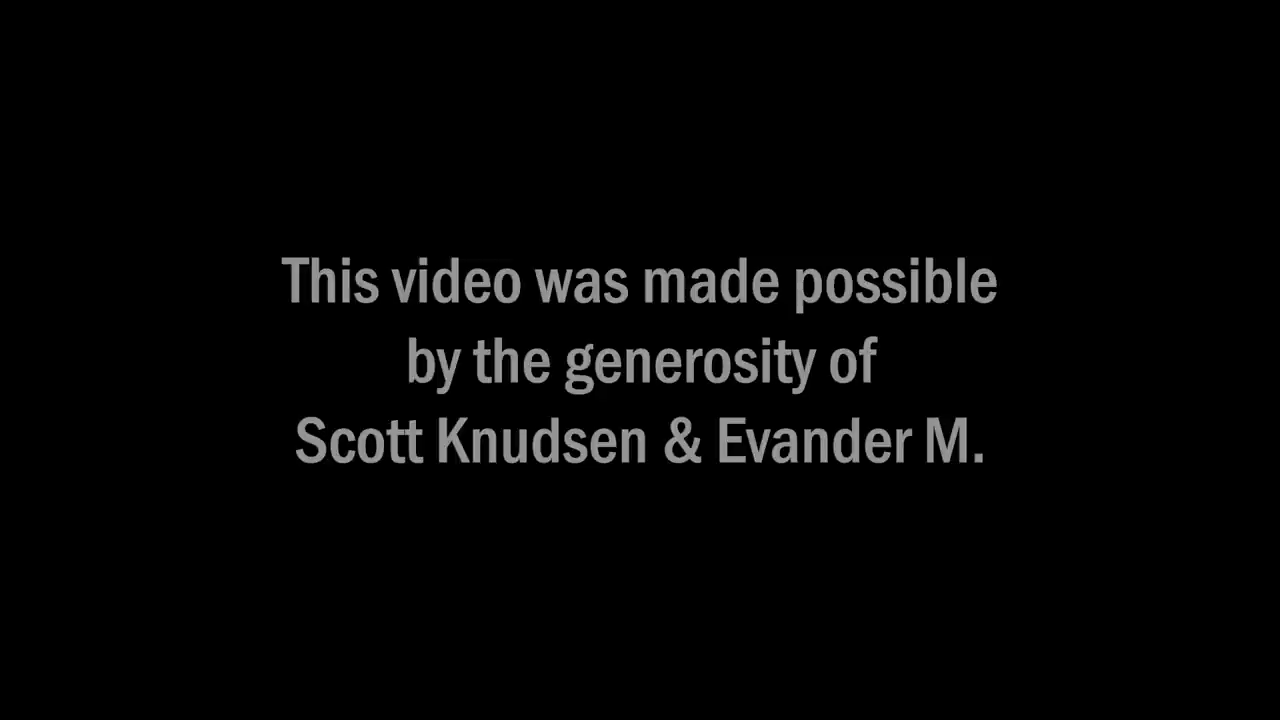 This video was made possible
by the generosity of
Scott Knudsen & Evander M.